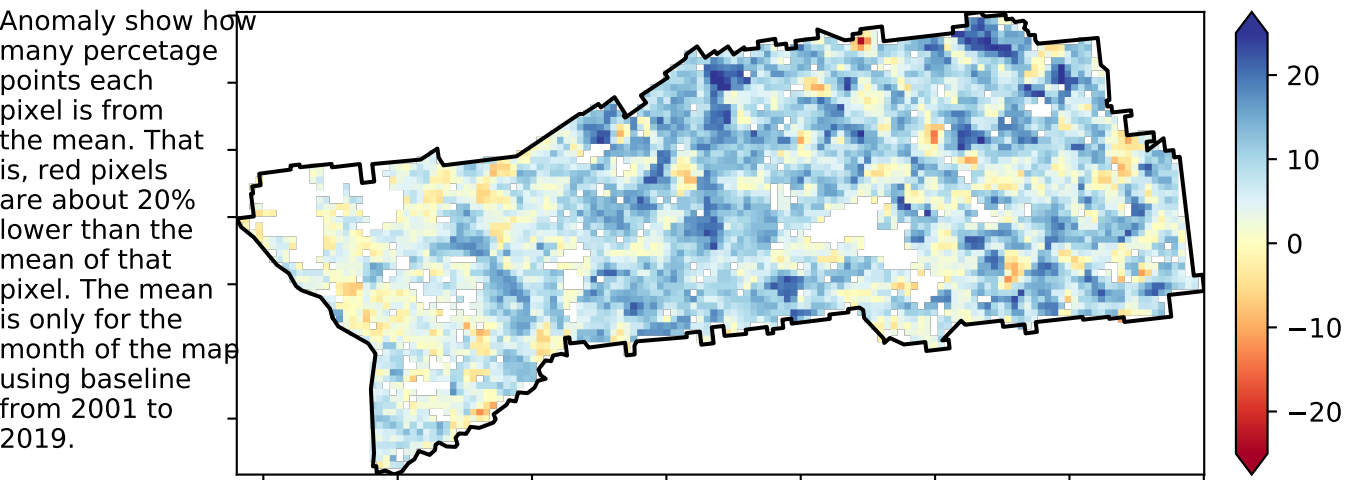 Anomaly show how
many percetage
points each
pixel is from
the mean. That
is, red pixels
are about 20%
lower than the
mean of that
pixel. The mean
is only for the
month of the map
using baseline
from 2001 to
2019.
20
10
0
−10
−20